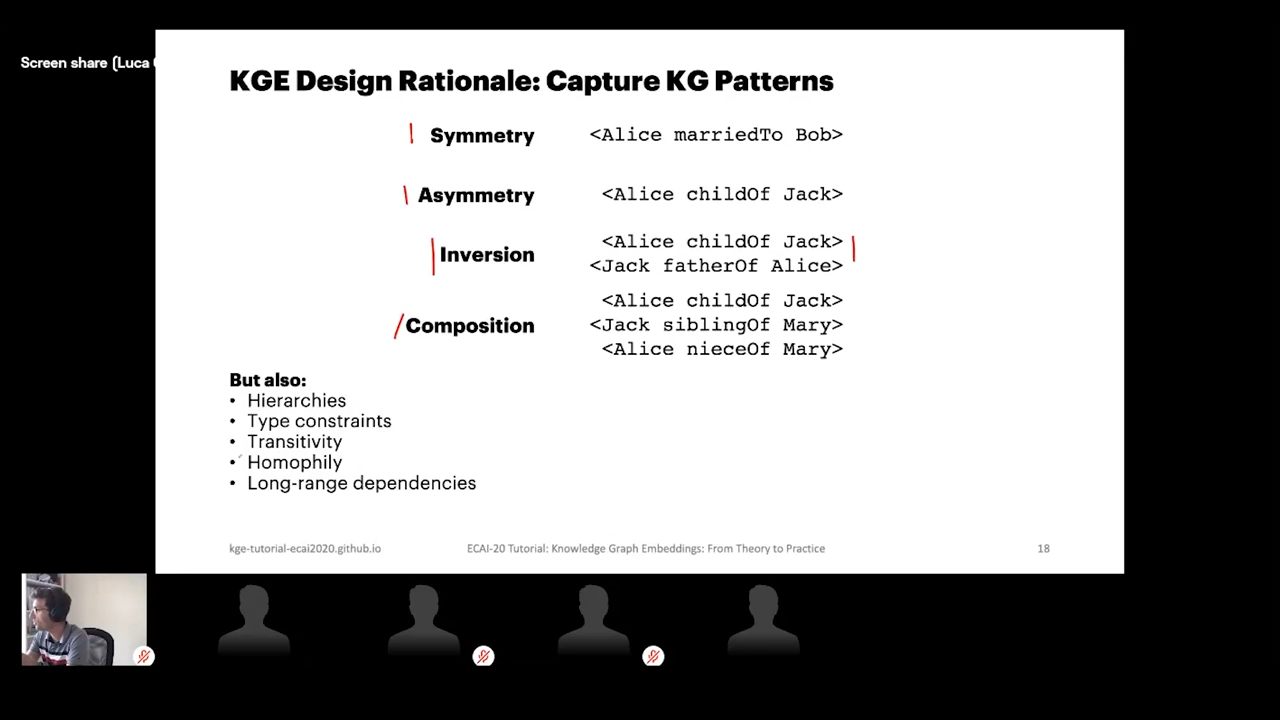 Screen share (Luca
KGE Design Rationale: Capture KG Patterns
Symmetry <Alice marriedTo Bob>
Asymmetry <Alice childOf Jack>
Inversion <Alice childOf Jack>
<Jack fatherOf Alice>
<Alice childOf Jack>
Composition <Jack siblingOf Mary>
<Alice nieceOf Mary>
But also:
• Hierarchies
• Type constraints
• Transitivity
• Homophily
• Long-range dependencies
kge-tutorial-ecai2020.github.io ECAI-20 Tutorial: Knowledge Graph Embeddings: From Theory to Practice 18